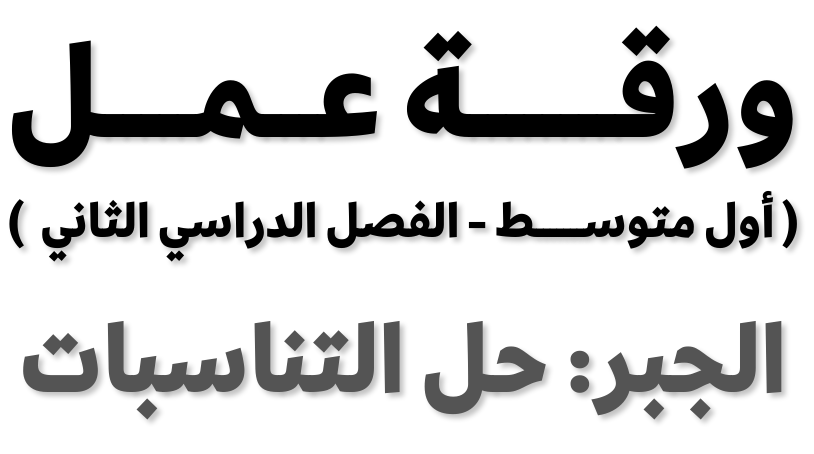 ورقة عمل
( أول متوسط - الفصل الدراسي الثاني )
الجبر: حل التناسبات